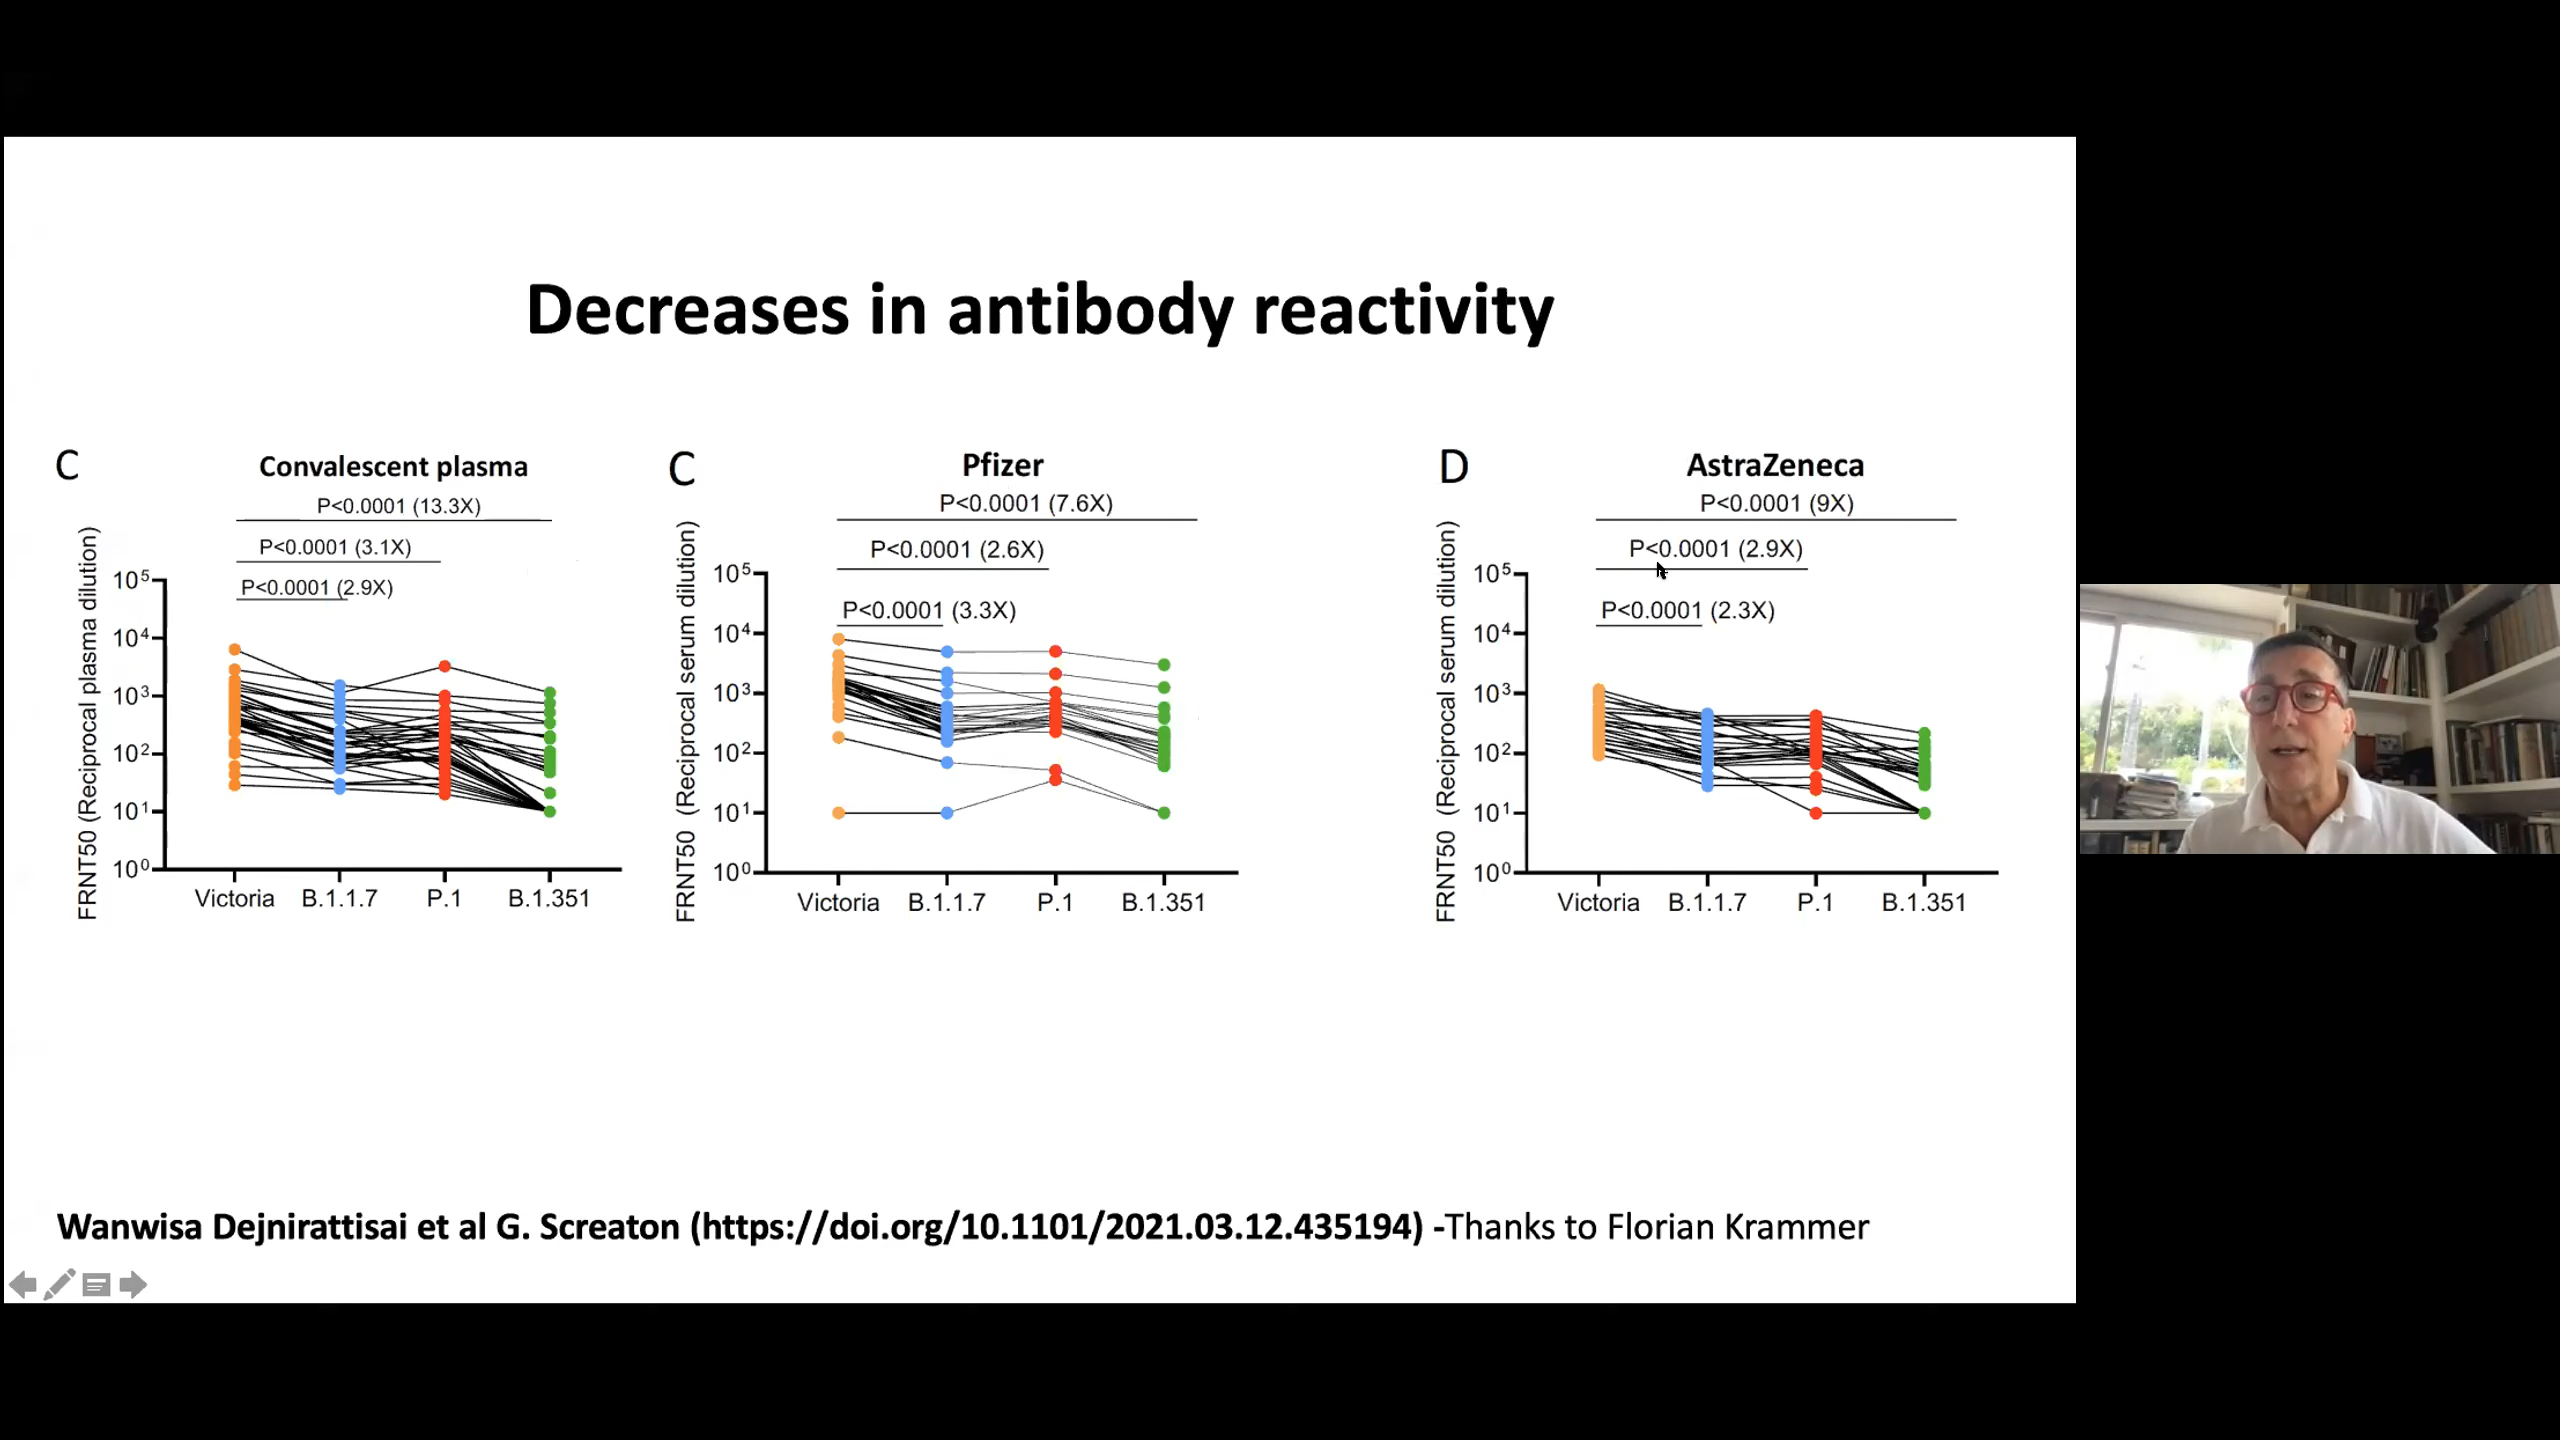 Decreases in antibody reactivity
C
Convalescent plasma
P<0.0001 (13.3X)
P<0.0001 (3.1X)
P<0.0001 (2.9X)
FRNT50 (Reciprocal plasma dilution)
10⁵
10⁴
10³
10²
10¹
10⁰
Victoria B.1.1.7 P.1 B.1.351
C
Pfizer
P<0.0001 (7.6X)
P<0.0001 (2.6X)
P<0.0001 (3.3X)
FRNT50 (Reciprocal serum dilution)
10⁵
10⁴
10³
10²
10¹
10⁰
Victoria B.1.1.7 P.1 B.1.351
D
AstraZeneca
P<0.0001 (9X)
P<0.0001 (2.9X)
P<0.0001 (2.3X)
FRNT50 (Reciprocal serum dilution)
10⁵
10⁴
10³
10²
10¹
10⁰
Victoria B.1.1.7 P.1 B.1.351
Wanwisa Dejnirattisai et al G. Screaton (https://doi.org/10.1101/2021.03.12.435194) -Thanks to Florian Krammer